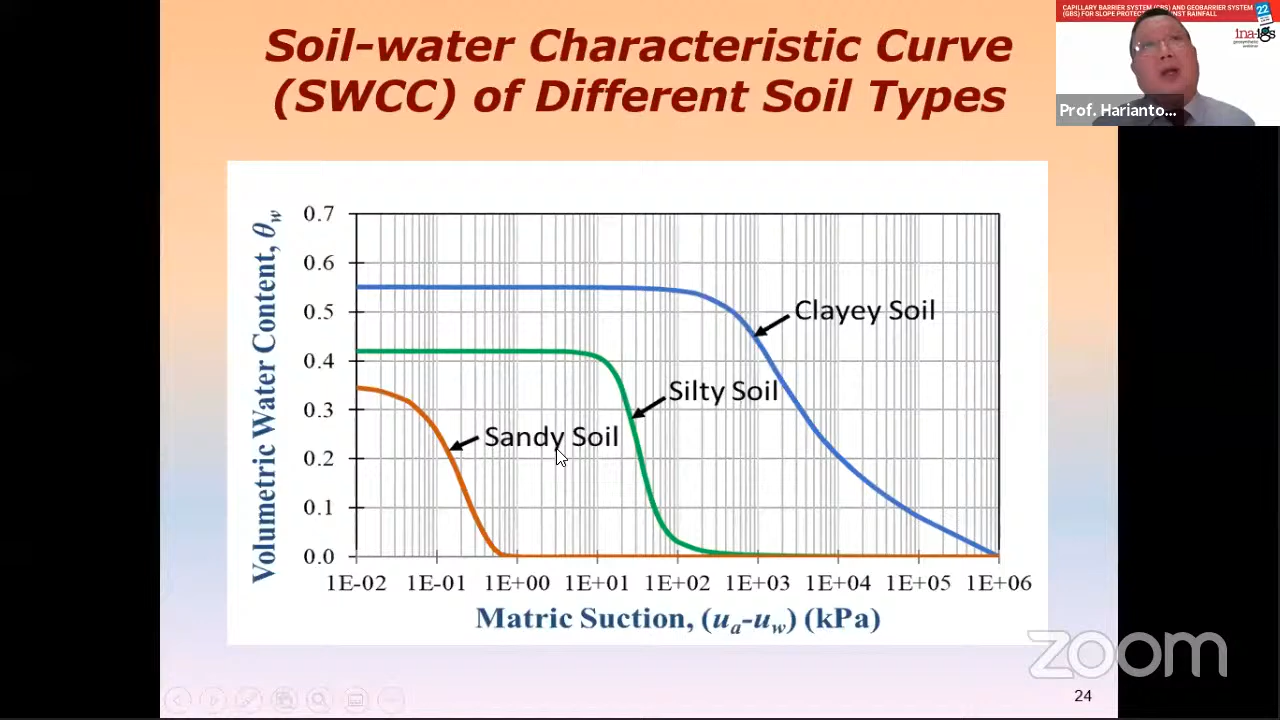 Soil-water Characteristic Curve
(SWCC) of Different Soil Types
CAPILLARY BARRIER SYSTEM (CBS) AND GEOBARRIER SYSTEM
(GBS) FOR SLOPE PROTECTION AGAINST RAINFALL
22
ina-igs
Prof. Harianto...
Volumetric Water Content, θw
0.7
0.6
0.5
0.4
0.3
0.2
0.1
0.0
Clayey Soil
Silty Soil
Sandy Soil
1E-02 1E-01 1E+00 1E+01 1E+02 1E+03 1E+04 1E+05 1E+06
Matric Suction, (ua-uw) (kPa)
zoom
24